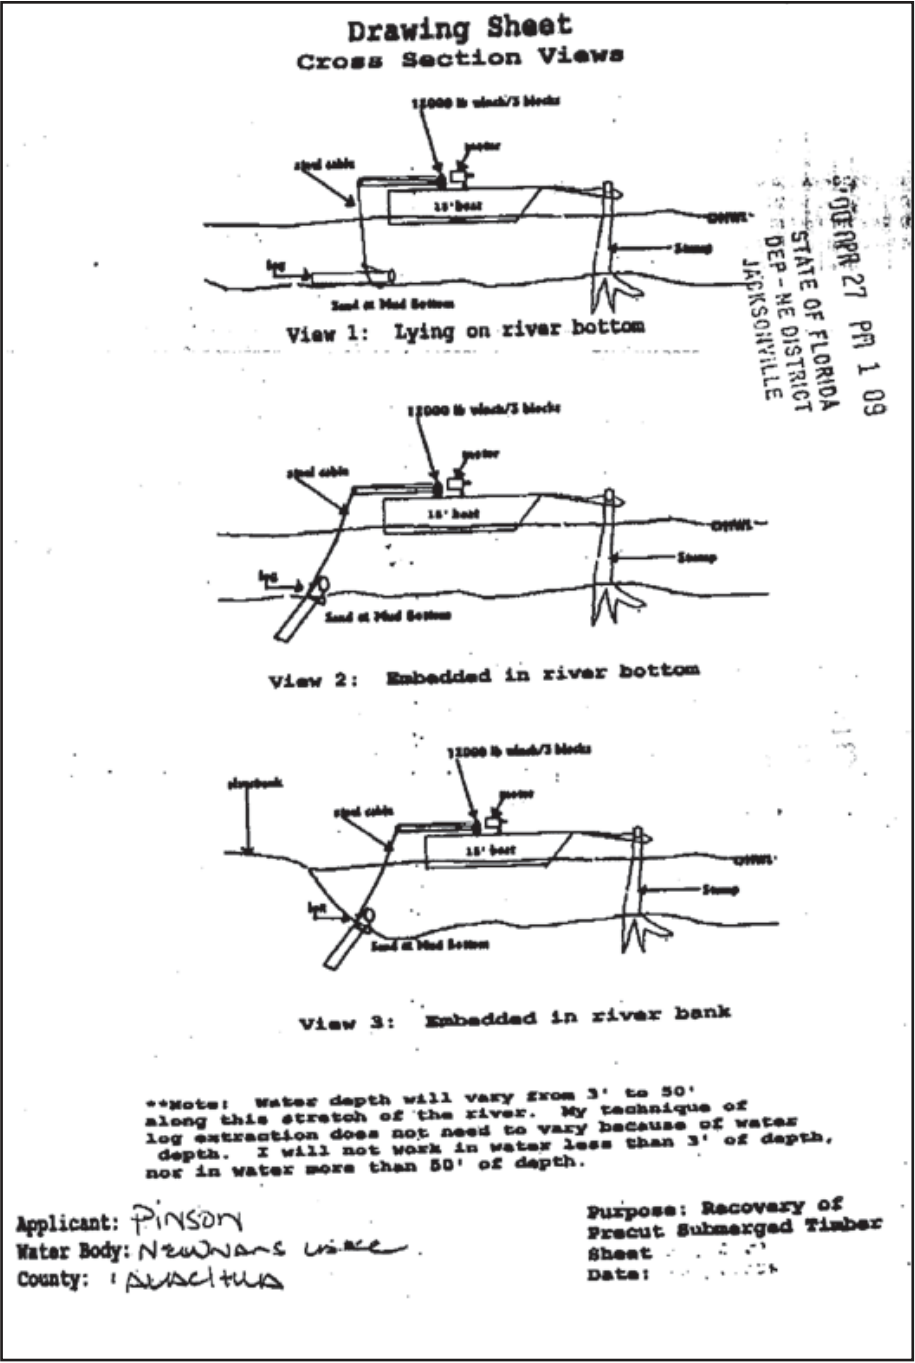 Drawing Sheet
Cross Section Views
12000 lb winch/3 blocks
motor
steel cable
15' boat
OHWL
Stump
log
Sand or Mud Bottom
View 1: Lying on river bottom
APR 27 PM 1 09
STATE OF FLORIDA
DEP - NE DISTRICT
JACKSONVILLE
12000 lb winch/3 blocks
motor
steel cable
15' boat
OHWL
Stump
log
Sand or Mud Bottom
View 2: Embedded in river bottom
12000 lb winch/3 blocks
riverbank
motor
steel cable
15' boat
OHWL
Stump
log
Sand or Mud Bottom
View 3: Embedded in river bank
**Note: Water depth will vary from 3' to 50'
along this stretch of the river. My technique of
log extraction does not need to vary because of water
depth. I will not work in water less than 3' of depth,
nor in water more than 50' of depth.
Applicant: PINSON
Water Body: NEWNANS LAKE
County: ALACHUA
Purpose: Recovery of
Precut Submerged Timber
Sheet
Date: